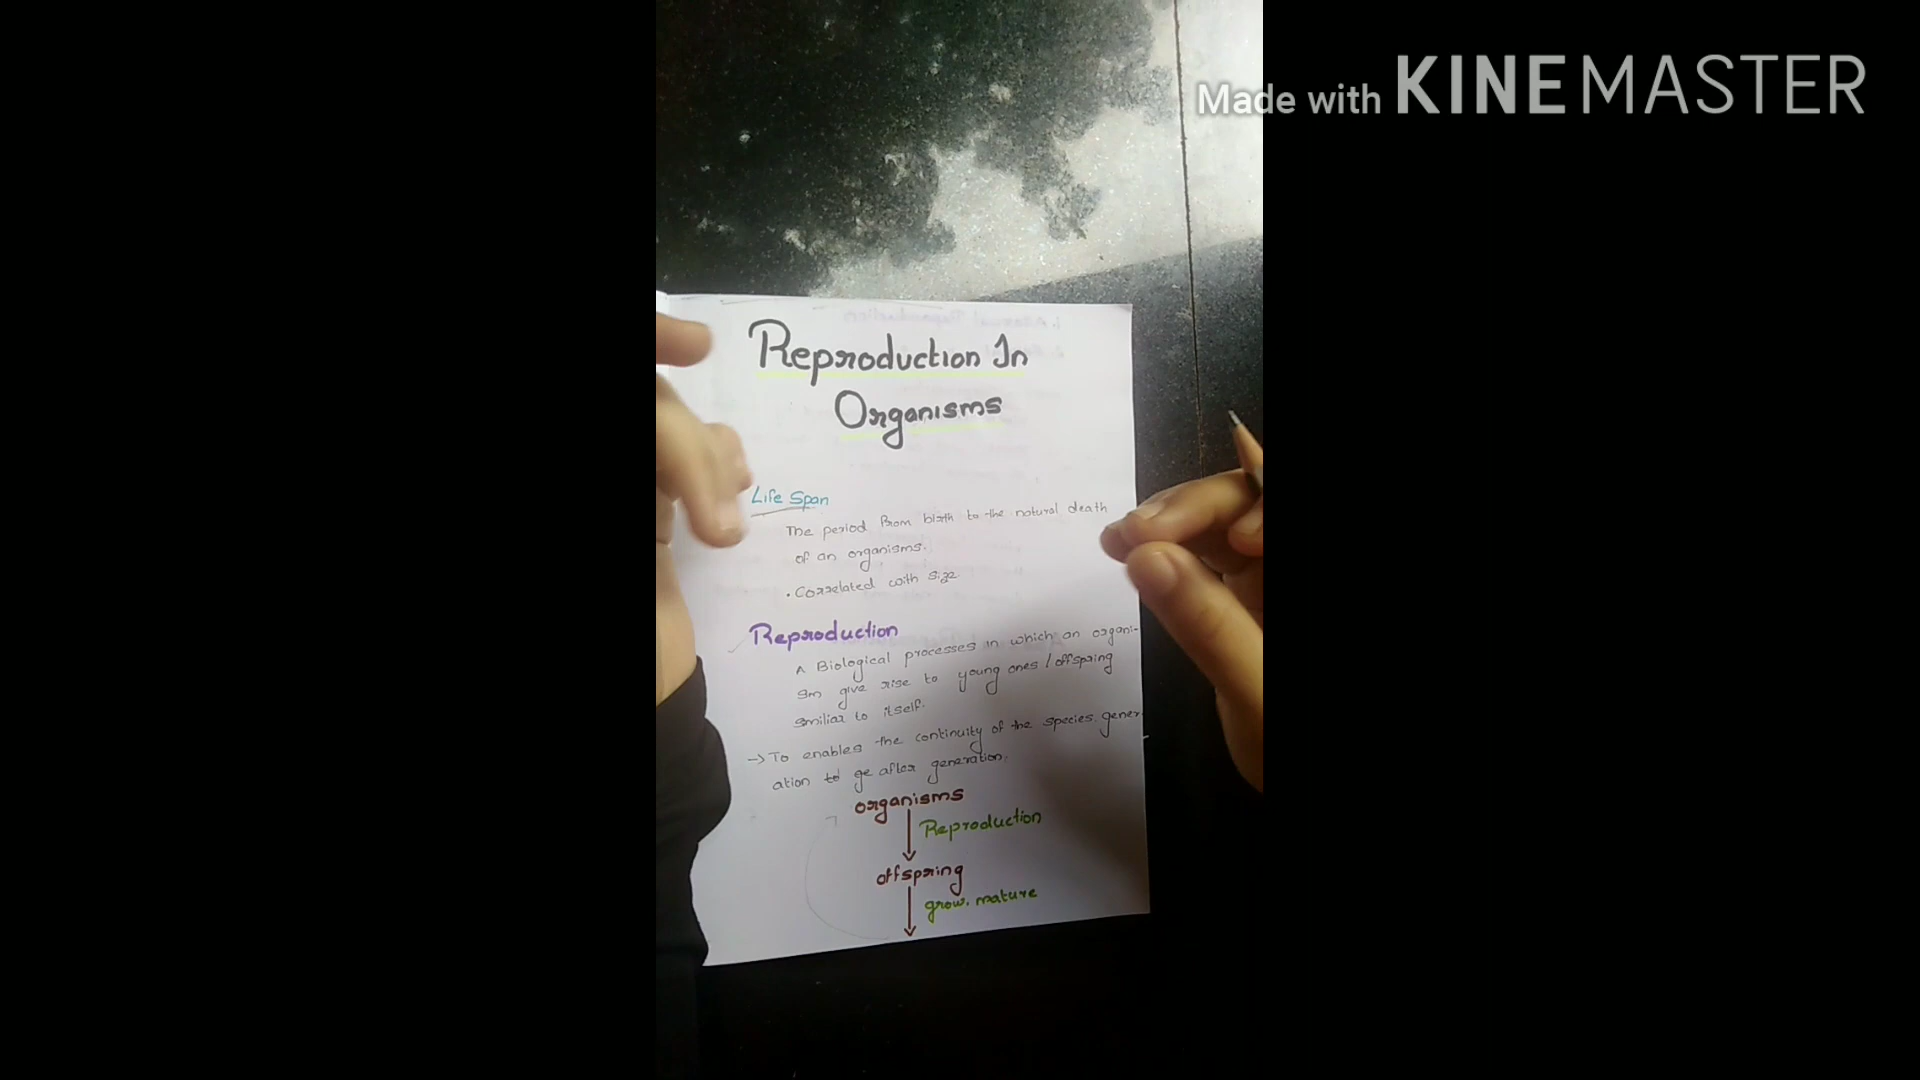 Made with KINEMASTER
Reproduction In
Organisms
Life Span
The period from birth to the natural death
of an organisms.
• Correlated with size.
Reproduction
A Biological processes in which an organi-
sm give rise to young ones / offspring
smiliar to itself.
→ To enables the continuity of the species. gener
ation to ge after generation.
organisms
Reproduction
offspring
grow. mature